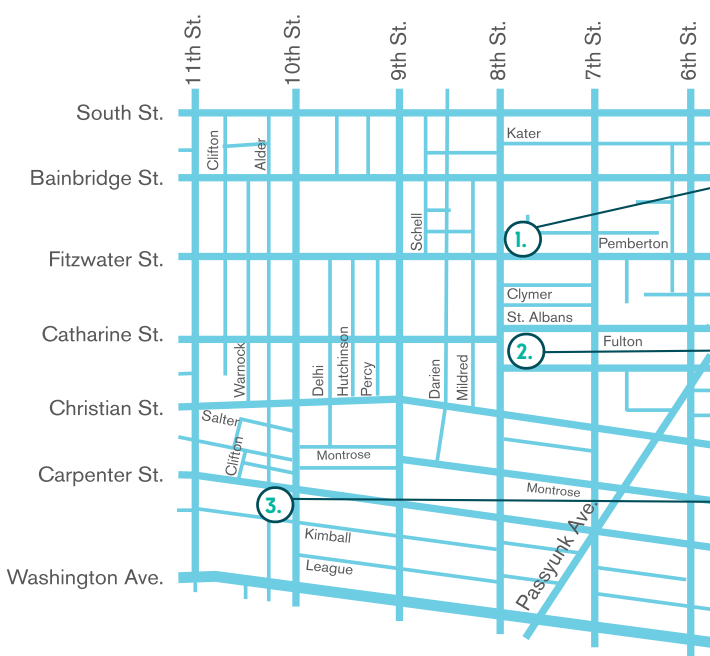 11th St.
10th St.
9th St.
8th St.
7th St.
6th St.
South St.
Clifton
Alder
Kater
Bainbridge St.
Schell
1.
Pemberton
Fitzwater St.
Clymer
St. Albans
Catharine St.
Fulton
2.
Warnock
Delhi
Hutchinson
Percy
Darien
Mildred
Christian St.
Salter
Clifton
Montrose
Carpenter St.
Montrose
3.
Kimball
Passyunk Ave.
League
Washington Ave.